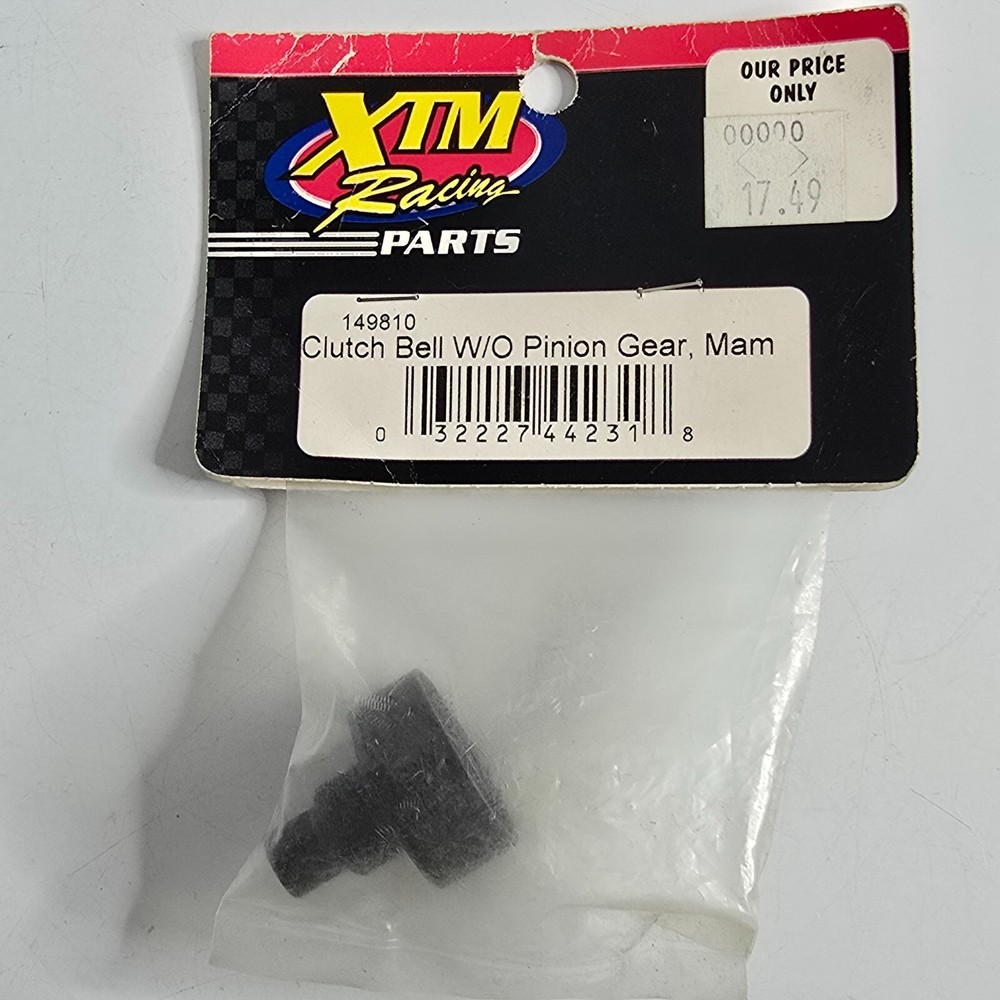 XTM
Racing
PARTS
OUR PRICE
ONLY
00000
$ 17.49
149810
Clutch Bell W/O Pinion Gear, Mam
0 32227 44231 8